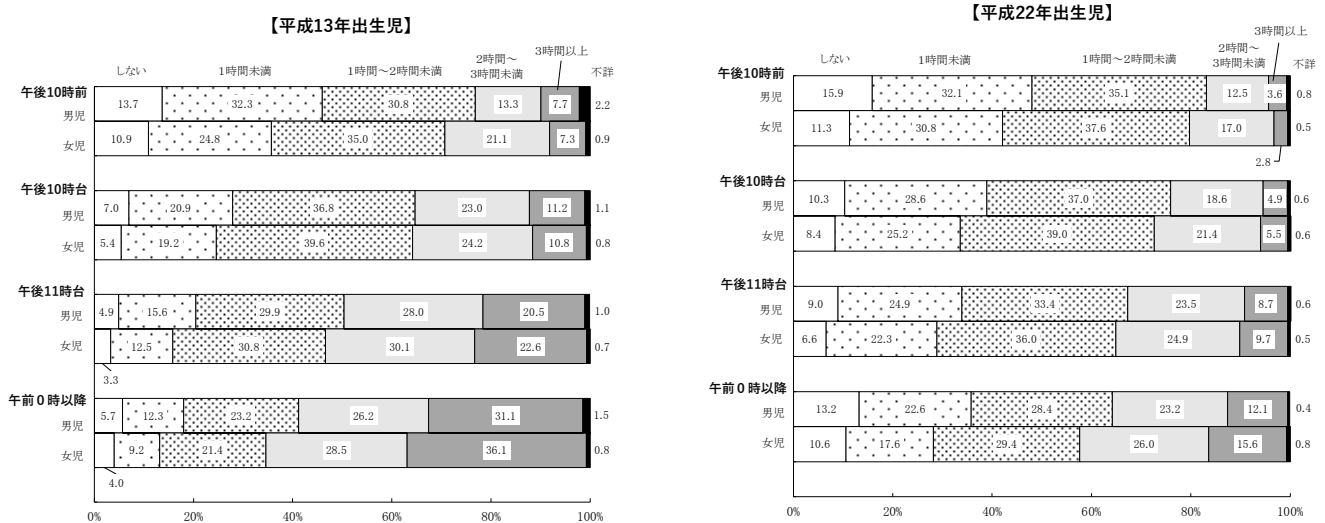 【平成13年出生児】
しない 1時間未満 1時間～2時間未満 2時間～3時間未満 3時間以上 不詳
午後10時前
男児 13.7 32.3 30.8 13.3 7.7 2.2
女児 10.9 24.8 35.0 21.1 7.3 0.9
午後10時台
男児 7.0 20.9 36.8 23.0 11.2 1.1
女児 5.4 19.2 39.6 24.2 10.8 0.8
午後11時台
男児 4.9 15.6 29.9 28.0 20.5 1.0
女児 3.3 12.5 30.8 30.1 22.6 0.7
午前０時以降
男児 5.7 12.3 23.2 26.2 31.1 1.5
女児 4.0 9.2 21.4 28.5 36.1 0.8
0% 20% 40% 60% 80% 100%
【平成22年出生児】
しない 1時間未満 1時間～2時間未満 2時間～3時間未満 3時間以上 不詳
午後10時前
男児 15.9 32.1 35.1 12.5 3.6 0.8
女児 11.3 30.8 37.6 17.0 2.8 0.5
午後10時台
男児 10.3 28.6 37.0 18.6 4.9 0.6
女児 8.4 25.2 39.0 21.4 5.5 0.6
午後11時台
男児 9.0 24.9 33.4 23.5 8.7 0.6
女児 6.6 22.3 36.0 24.9 9.7 0.5
午前０時以降
男児 13.2 22.6 28.4 23.2 12.1 0.4
女児 10.6 17.6 29.4 26.0 15.6 0.8
0% 20% 40% 60% 80% 100%